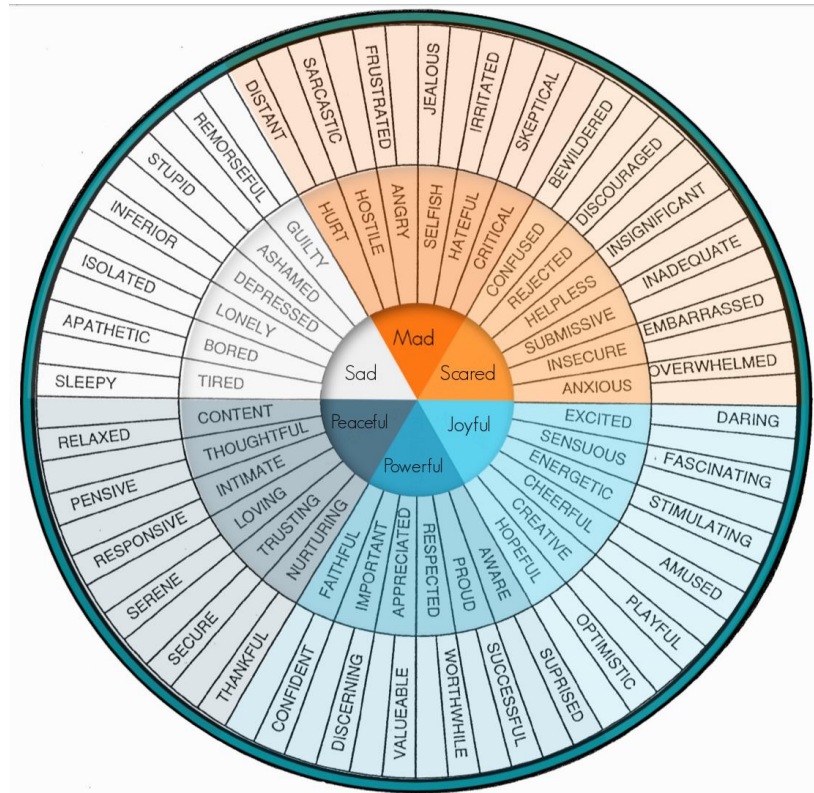 Mad
Scared
Joyful
Powerful
Peaceful
Sad
HURT
HOSTILE
ANGRY
SELFISH
HATEFUL
CRITICAL
CONFUSED
REJECTED
HELPLESS
SUBMISSIVE
INSECURE
ANXIOUS
EXCITED
SENSUOUS
ENERGETIC
CHEERFUL
CREATIVE
HOPEFUL
AWARE
PROUD
RESPECTED
APPRECIATED
IMPORTANT
FAITHFUL
NURTURING
TRUSTING
LOVING
INTIMATE
THOUGHTFUL
CONTENT
TIRED
BORED
LONELY
DEPRESSED
ASHAMED
GUILTY
DISTANT
SARCASTIC
FRUSTRATED
JEALOUS
IRRITATED
SKEPTICAL
BEWILDERED
DISCOURAGED
INSIGNIFICANT
INADEQUATE
EMBARRASSED
OVERWHELMED
DARING
FASCINATING
STIMULATING
AMUSED
PLAYFUL
OPTIMISTIC
SUPRISED
SUCCESSFUL
WORTHWHILE
VALUEABLE
DISCERNING
CONFIDENT
THANKFUL
SECURE
SERENE
RESPONSIVE
PENSIVE
RELAXED
SLEEPY
APATHETIC
ISOLATED
INFERIOR
STUPID
REMORSEFUL